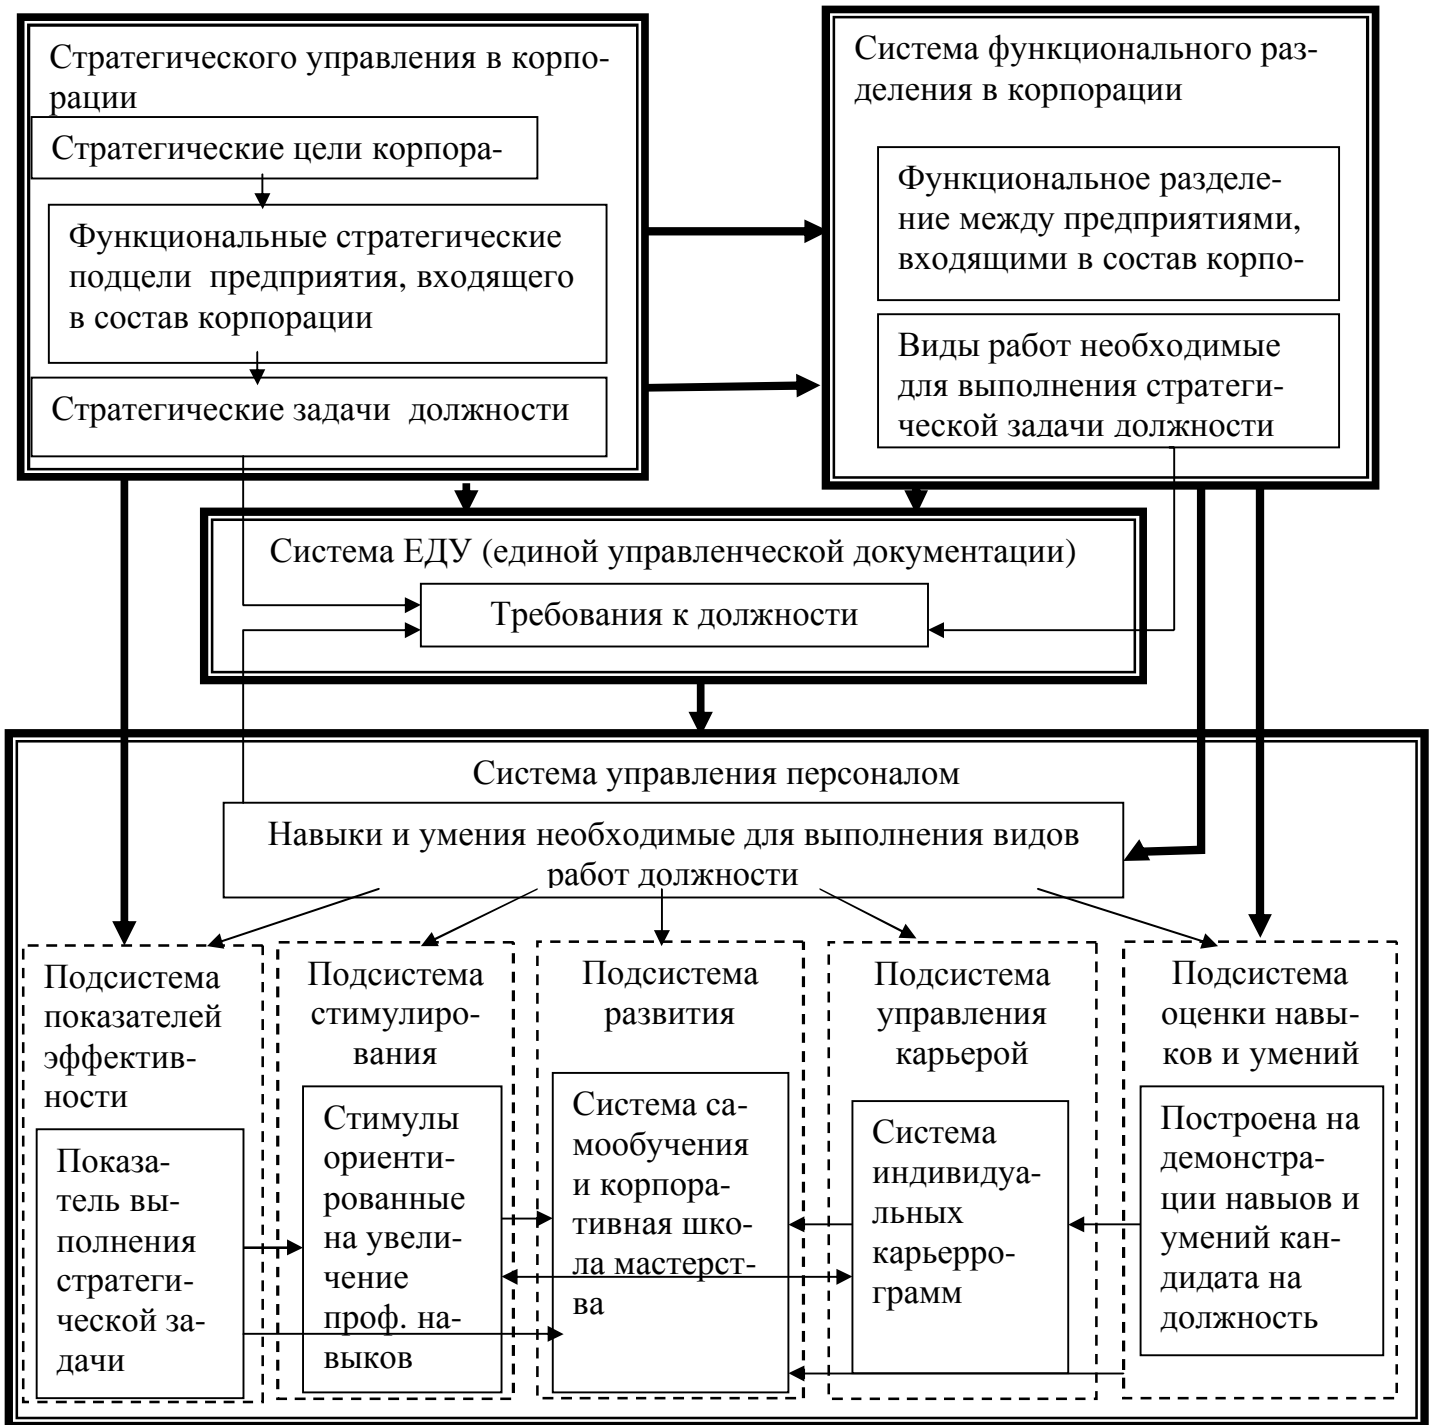 Стратегического управления в корпо-
рации
Стратегические цели корпора-
Функциональные стратегические
подцели предприятия, входящего
в состав корпорации
Стратегические задачи должности
Система функционального раз-
деления в корпорации
Функциональное разделе-
ние между предприятиями,
входящими в состав корпо-
Виды работ необходимые
для выполнения стратеги-
ческой задачи должности
Система ЕДУ (единой управленческой документации)
Требования к должности
Система управления персоналом
Навыки и умения необходимые для выполнения видов
работ должности
Подсистема
показателей
эффектив-
ности
Показа-
тель вы-
полнения
стратеги-
ческой за-
дачи
Подсистема
стимулиро-
вания
Стимулы
ориенти-
рованные
на увели-
чение
проф. на-
выков
Подсистема
развития
Система са-
мообучения
и корпора-
тивная шко-
ла мастерст-
ва
Подсистема
управления
карьерой
Система
индивидуа-
льных
карьерро-
грамм
Подсистема
оценки навы-
ков и умений
Построена на
демонстра-
ции навыов и
умений кан-
дидата на
должность